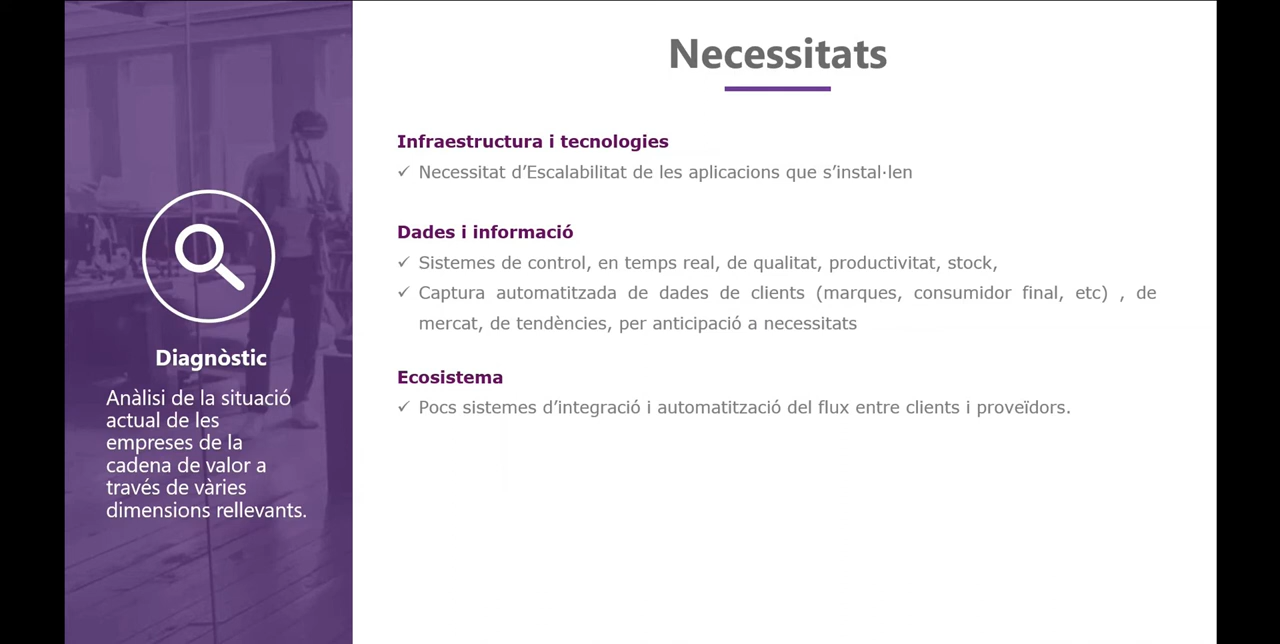 Necessitats
Infraestructura i tecnologies
✓ Necessitat d’Escalabilitat de les aplicacions que s’instal·len
Dades i informació
✓ Sistemes de control, en temps real, de qualitat, productivitat, stock,
✓ Captura automatitzada de dades de clients (marques, consumidor final, etc) , de
mercat, de tendències, per anticipació a necessitats
Ecosistema
✓ Pocs sistemes d’integració i automatització del flux entre clients i proveïdors.
Diagnòstic
Anàlisi de la situació
actual de les
empreses de la
cadena de valor a
través de vàries
dimensions rellevants.